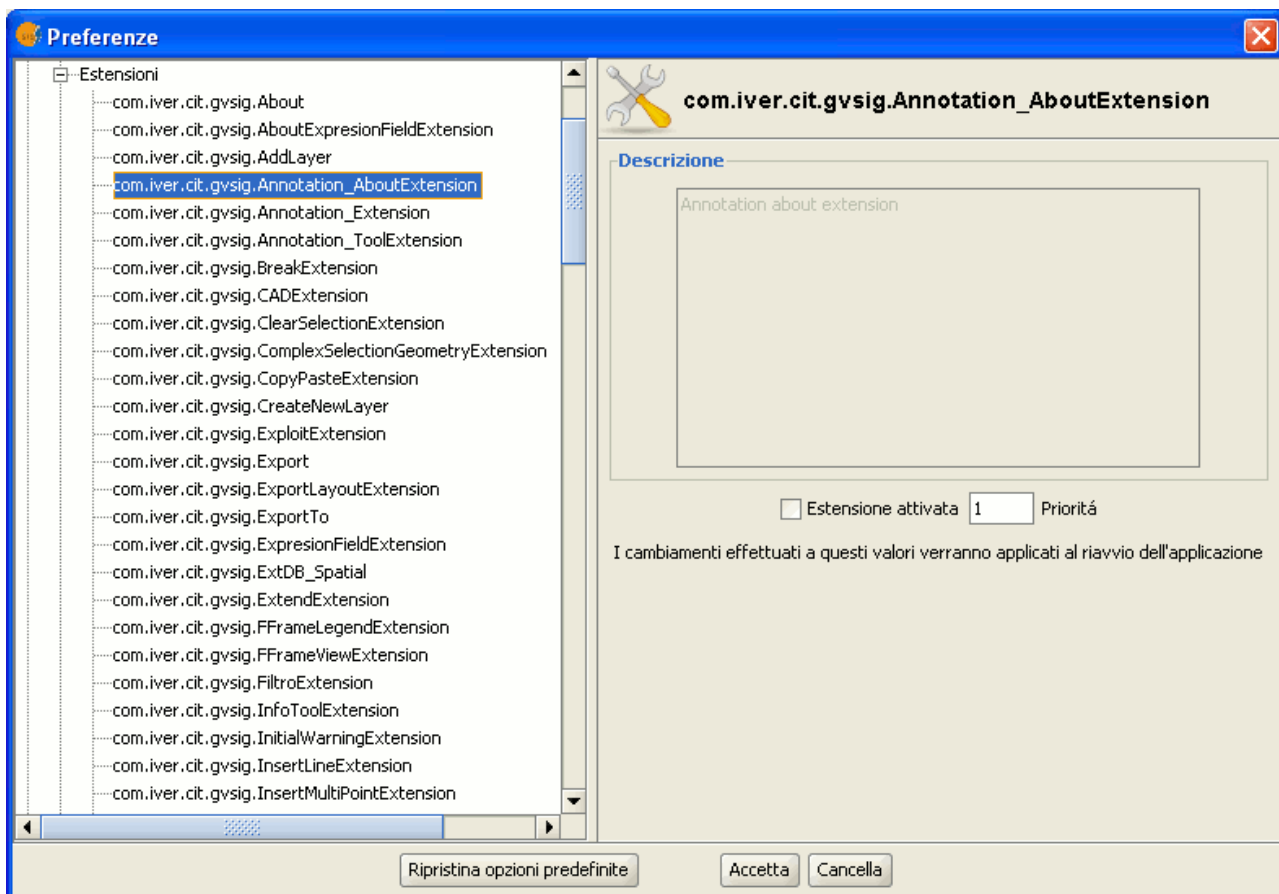 Preferenze
Estensioni
com.iver.cit.gvsig.About
com.iver.cit.gvsig.AboutExpresionFieldExtension
com.iver.cit.gvsig.AddLayer
com.iver.cit.gvsig.Annotation_AboutExtension
com.iver.cit.gvsig.Annotation_Extension
com.iver.cit.gvsig.Annotation_ToolExtension
com.iver.cit.gvsig.BreakExtension
com.iver.cit.gvsig.CADExtension
com.iver.cit.gvsig.ClearSelectionExtension
com.iver.cit.gvsig.ComplexSelectionGeometryExtension
com.iver.cit.gvsig.CopyPasteExtension
com.iver.cit.gvsig.CreateNewLayer
com.iver.cit.gvsig.ExploitExtension
com.iver.cit.gvsig.Export
com.iver.cit.gvsig.ExportLayoutExtension
com.iver.cit.gvsig.ExportTo
com.iver.cit.gvsig.ExpresionFieldExtension
com.iver.cit.gvsig.ExtDB_Spatial
com.iver.cit.gvsig.ExtendExtension
com.iver.cit.gvsig.FFrameLegendExtension
com.iver.cit.gvsig.FFrameViewExtension
com.iver.cit.gvsig.FiltroExtension
com.iver.cit.gvsig.InfoToolExtension
com.iver.cit.gvsig.InitialWarningExtension
com.iver.cit.gvsig.InsertLineExtension
com.iver.cit.gvsig.InsertMultiPointExtension
com.iver.cit.gvsig.Annotation_AboutExtension
Descrizione
Annotation about extension
Estensione attivata 1 Prioritá
I cambiamenti effettuati a questi valori verranno applicati al riavvio dell'applicazione
Ripristina opzioni predefinite Accetta Cancella